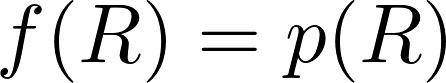 f(R) = p(R)